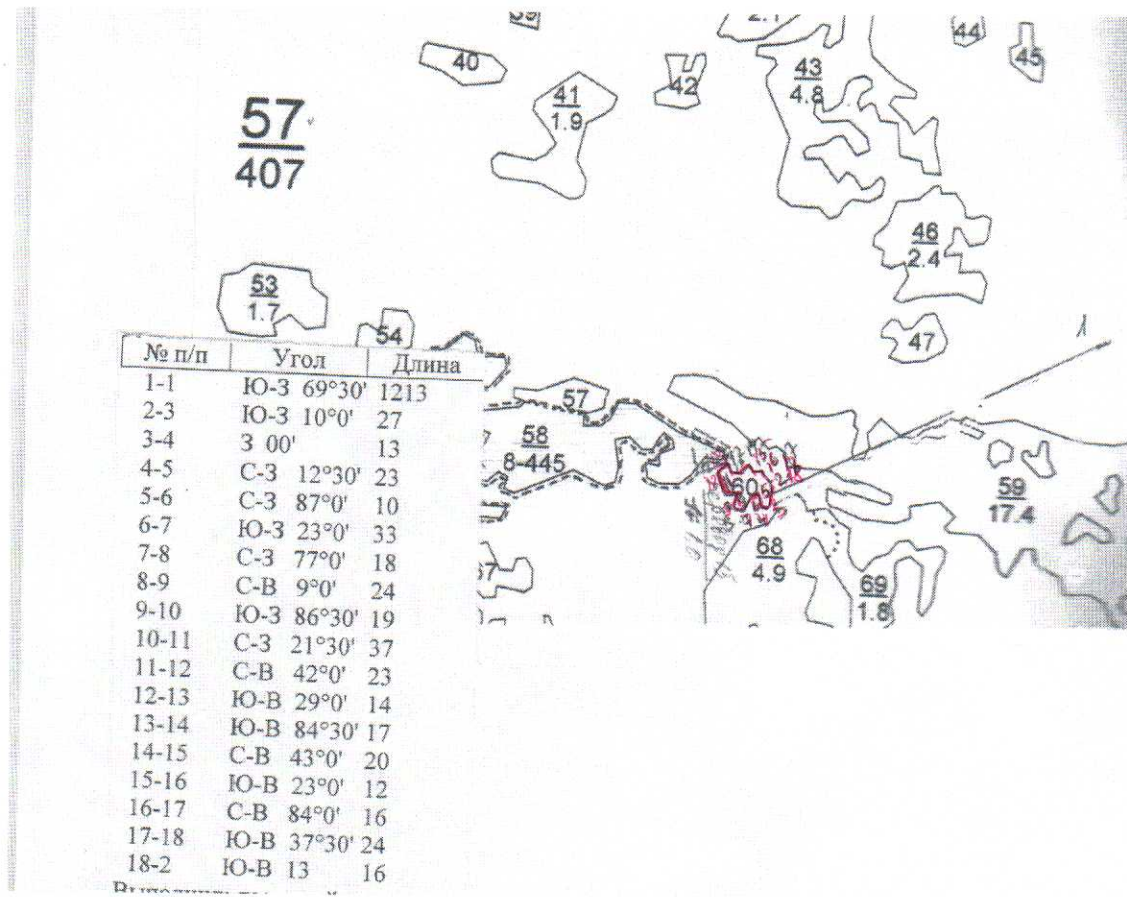 40
41
1.9
42
43
4.8
44
45
57
407
46
2.4
47
53
1.7
54
№ п/п Угол Длина
1-1 Ю-З 69°30' 1213
2-3 Ю-З 10°0' 27
3-4 З 00' 13
4-5 С-З 12°30' 23
5-6 С-З 87°0' 10
6-7 Ю-З 23°0' 33
7-8 С-З 77°0' 18
8-9 С-В 9°0' 24
9-10 Ю-З 86°30' 19
10-11 С-З 21°30' 37
11-12 С-В 42°0' 23
12-13 Ю-В 29°0' 14
13-14 Ю-В 84°30' 17
14-15 С-В 43°0' 20
15-16 Ю-В 23°0' 12
16-17 С-В 84°0' 16
17-18 Ю-В 37°30' 24
18-2 Ю-В 13 16
57
58
8-445
60
1
59
17.4
68
4.9
69
1.8